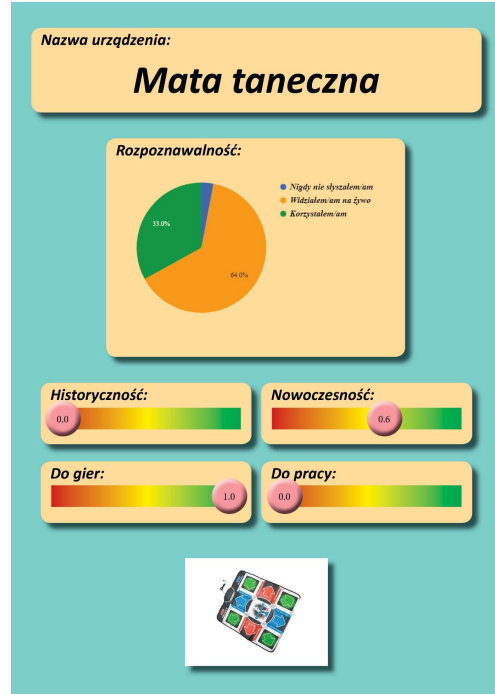 Nazwa urządzenia:
Mata taneczna
Rozpoznawalność:
Nigdy nie słyszałem/am
Widziałem/am na żywo
Korzystałem/am
33.0%
64.0%
Historyczność:
0.0
Nowoczesność:
0.6
Do gier:
1.0
Do pracy:
0.0